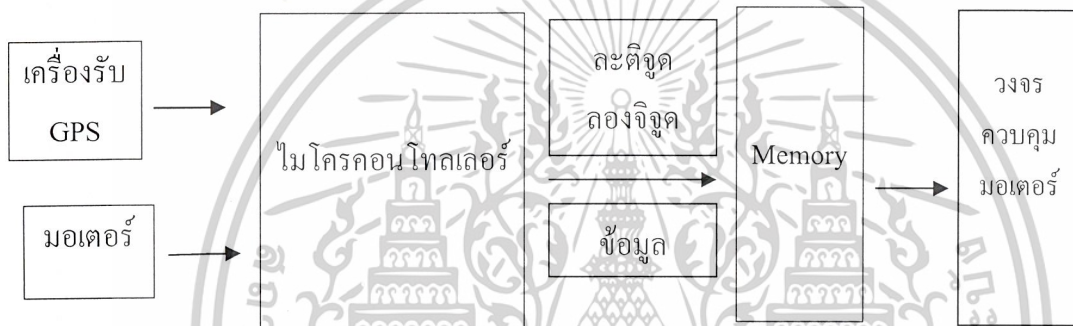 เครื่องรับ
GPS
มอเตอร์
ไมโครคอนโทลเลอร์
ละติจูด
ลองจิจูด
ข้อมูล
Memory
วงจร
ควบคุม
มอเตอร์